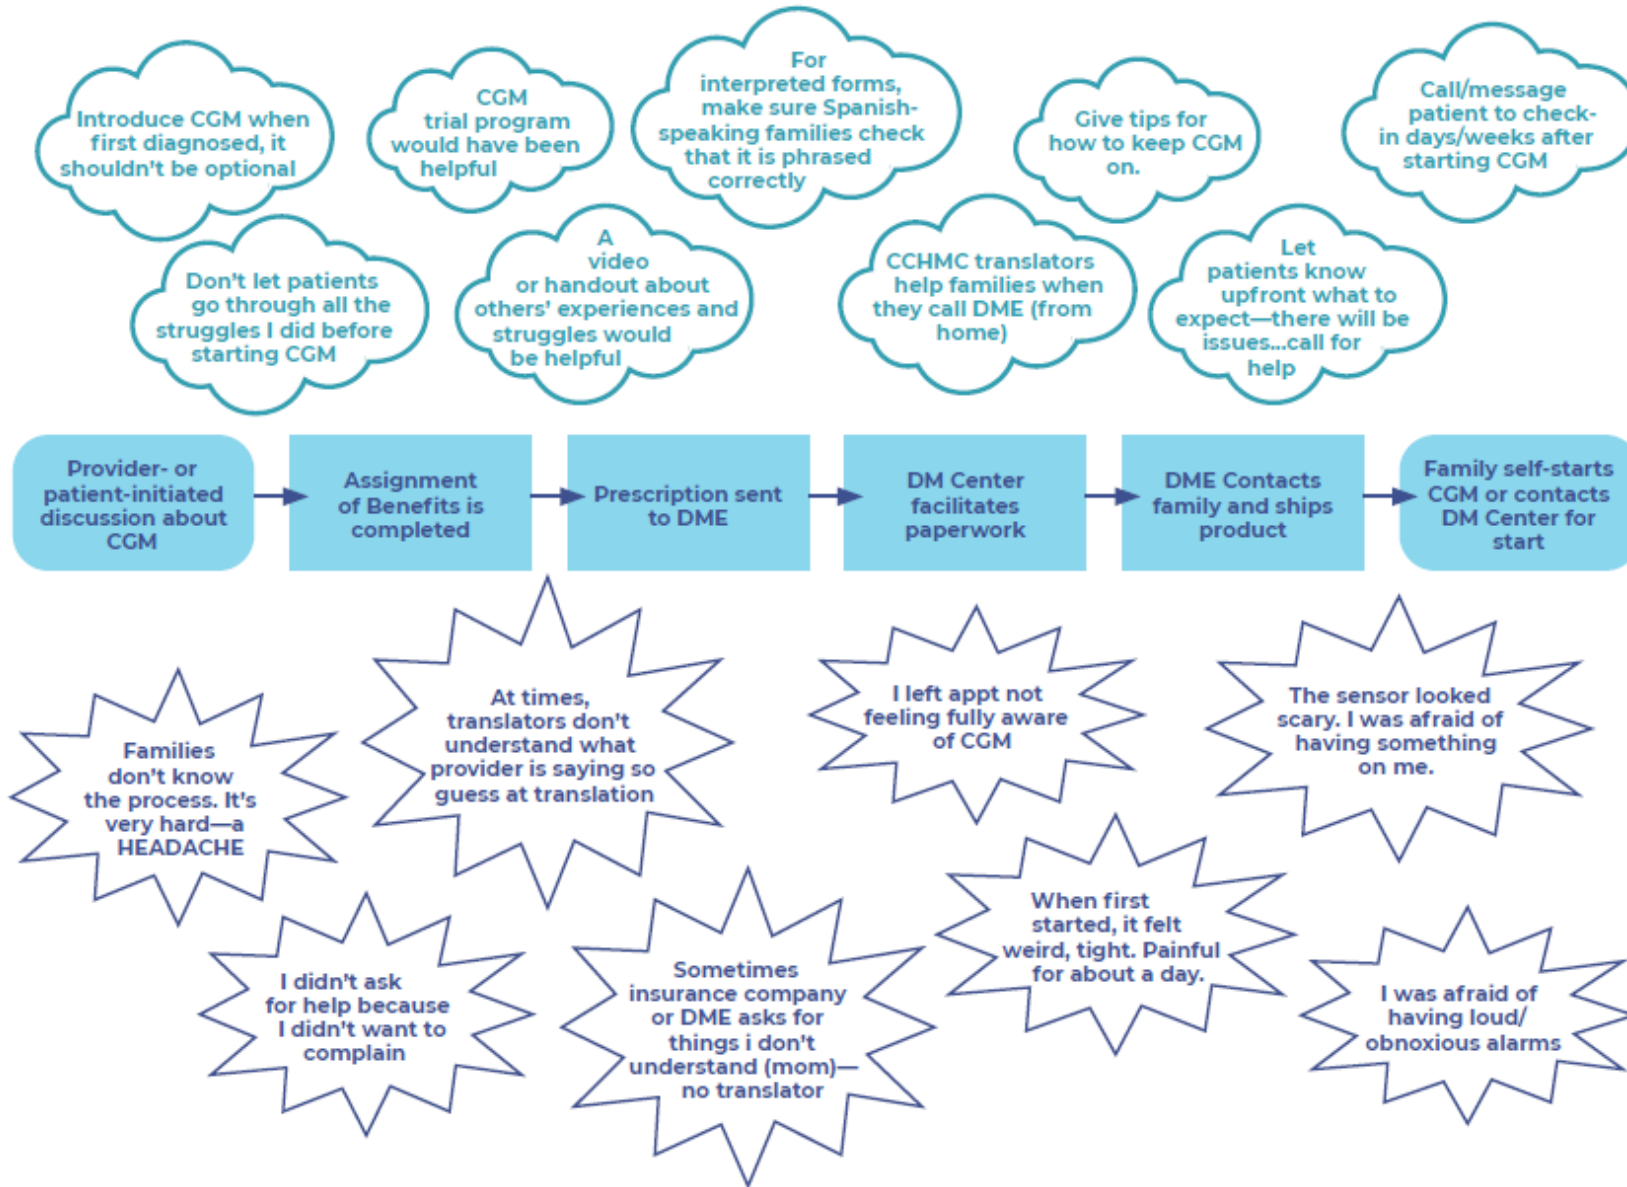 Introduce CGM when
first diagnosed, it
shouldn't be optional
CGM
trial program
would have been
helpful
For
interpreted forms,
make sure Spanish-
speaking families check
that it is phrased
correctly
Give tips for
how to keep CGM
on.
Call/message
patient to check-
in days/weeks after
starting CGM
Don't let patients
go through all the
struggles I did before
starting CGM
A
video
or handout about
others' experiences and
struggles would
be helpful
CCHMC translators
help families when
they call DME (from
home)
Let
patients know
upfront what to
expect—there will be
issues...call for
help
Provider- or
patient-initiated
discussion about
CGM
Assignment
of Benefits is
completed
Prescription sent
to DME
DM Center
facilitates
paperwork
DME Contacts
family and ships
product
Family self-starts
CGM or contacts
DM Center for
start
Families
don't know
the process. It's
very hard—a
HEADACHE
At times,
translators don't
understand what
provider is saying so
guess at translation
I left appt not
feeling fully aware
of CGM
The sensor looked
scary. I was afraid of
having something
on me.
I didn't ask
for help because
I didn't want to
complain
Sometimes
insurance company
or DME asks for
things i don't
understand (mom)—
no translator
When first
started, it felt
weird, tight. Painful
for about a day.
I was afraid of
having loud/
obnoxious alarms